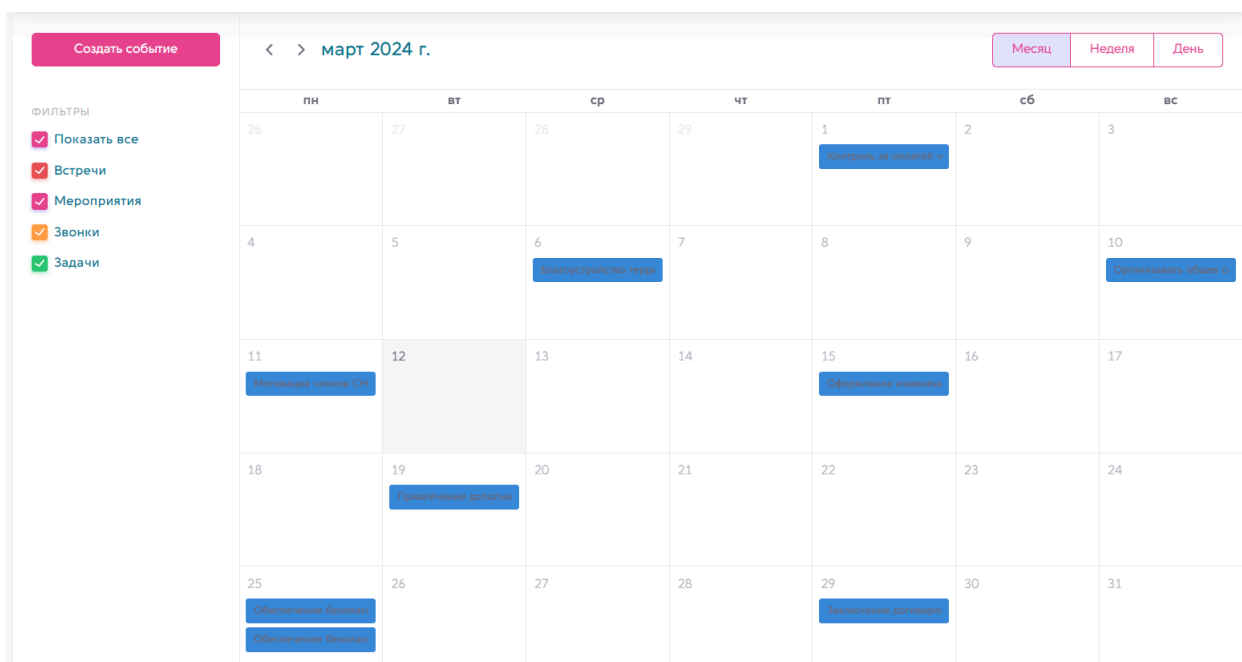 Создать событие
март 2024 г.
Месяц
Неделя
День
ФИЛЬТРЫ
Показать все
Встречи
Мероприятия
Звонки
Задачи
пн вт ср чт пт сб вс
26 27 28 29 1 2 3
Контроль за оплатой ч
4 5 6 7 8 9 10
Благоустройство терри
Организовать общее с
11 12 13 14 15 16 17
Мотивация членов СН
Оформление
18 19 20 21 22 23 24
Привлечение дополни
25 26 27 28 29 30 31
Обеспечение безопас
Заключение договоро
Обеспечение безопас